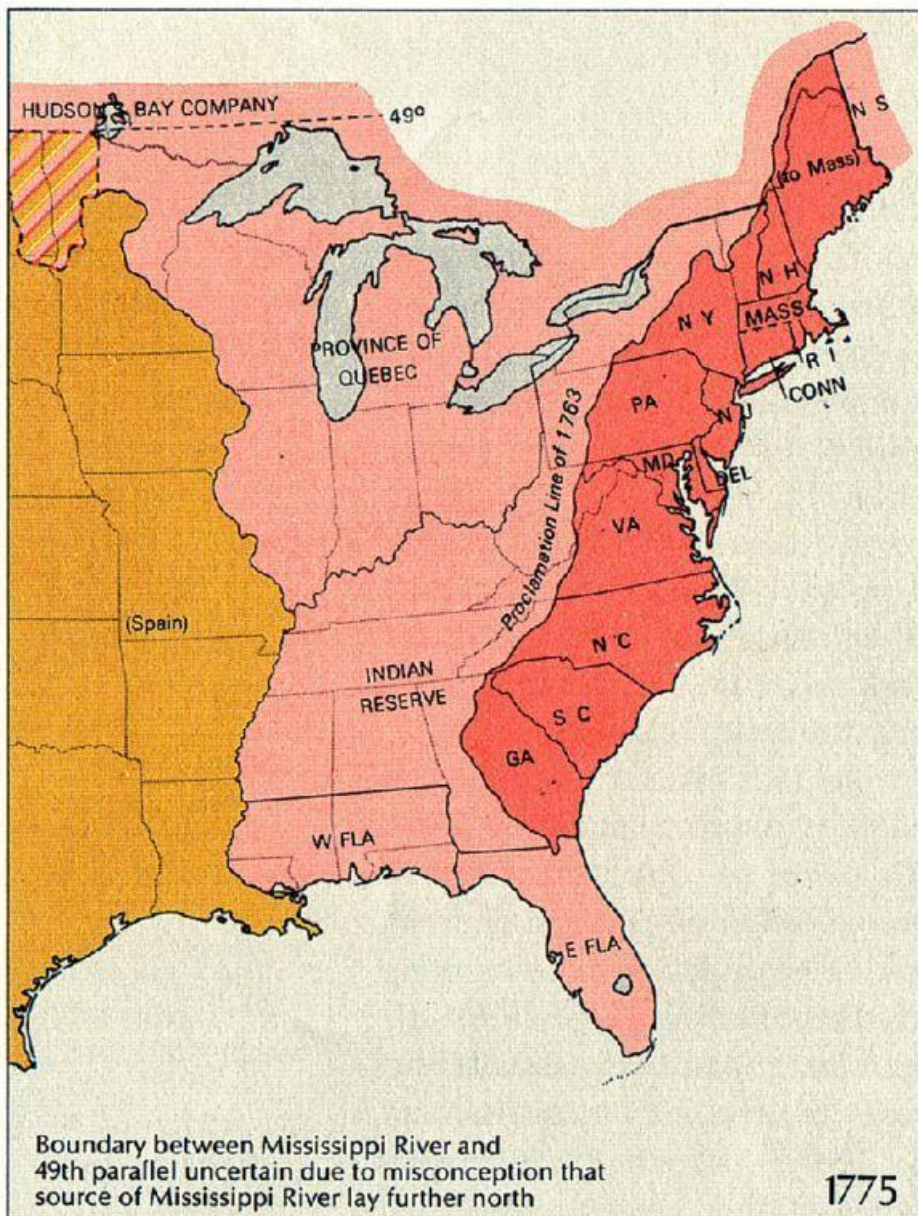 HUDSON'S BAY COMPANY
49°
N S
(to Mass)
N H
N Y
MASS
R I
CONN
PROVINCE OF
QUEBEC
PA
N J
Proclamation Line of 1763
MD
DEL
VA
(Spain)
N C
INDIAN
RESERVE
S C
GA
W FLA
E FLA
Boundary between Mississippi River and
49th parallel uncertain due to misconception that
source of Mississippi River lay further north
1775